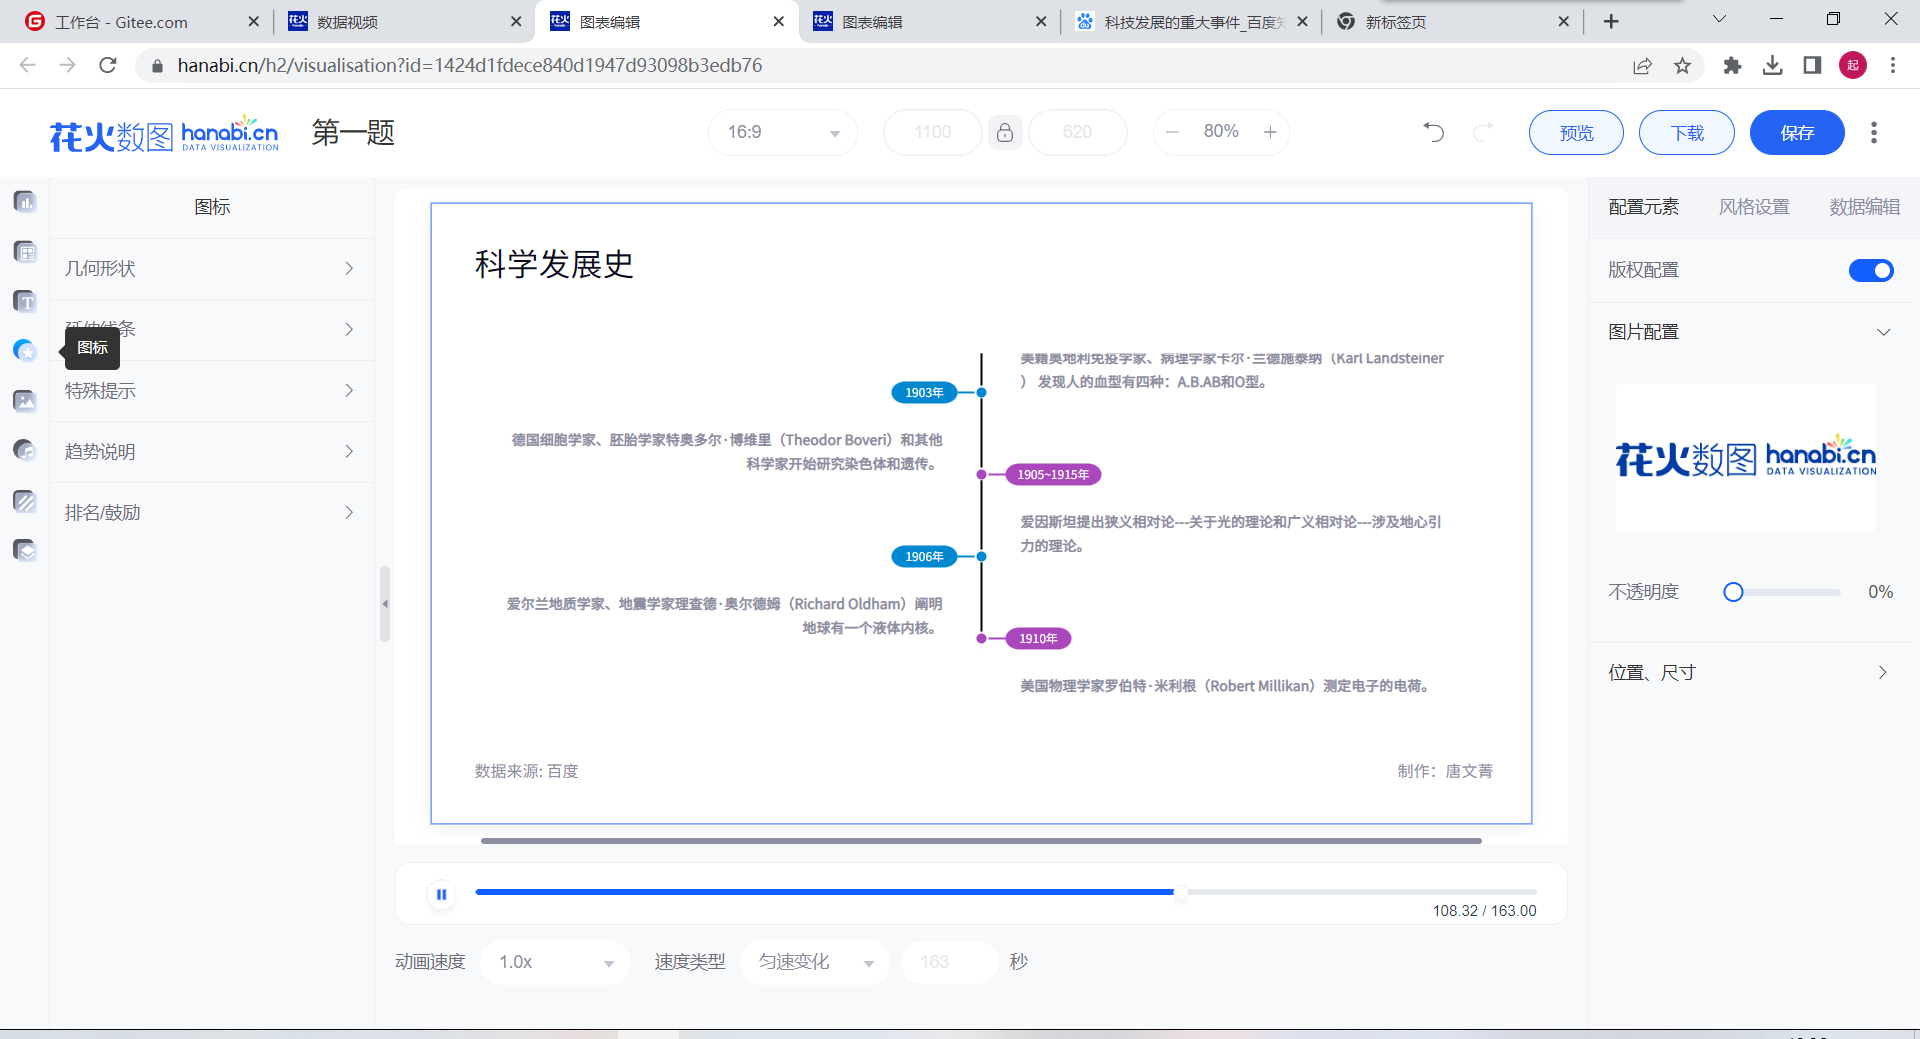 工作台 - Gitee.com
数据视频
图表编辑
图表编辑
科技发展的重大事件_百度知
新标签页
hanabi.cn/h2/visualisation?id=1424d1fdece840d1947d93098b3edb76
起
花火数图 hanabi.cn
DATA VISUALIZATION
第一题
16:9
1100
620
80%
预览
下载
保存
图标
几何形状
图标
特殊提示
趋势说明
排名/鼓励
科学发展史
美籍奥地利免疫学家、病理学家卡尔·兰德施泰纳（Karl Landsteiner
） 发现人的血型有四种：A.B.AB和O型。
1903年
德国细胞学家、胚胎学家特奥多尔·博维里（Theodor Boveri）和其他
科学家开始研究染色体和遗传。
1905~1915年
爱因斯坦提出狭义相对论---关于光的理论和广义相对论---涉及地心引
力的理论。
1906年
爱尔兰地质学家、地震学家理查德·奥尔德姆（Richard Oldham）阐明
地球有一个液体内核。
1910年
美国物理学家罗伯特·米利根（Robert Millikan）测定电子的电荷。
数据来源: 百度
制作：唐文菁
108.32 / 163.00
动画速度
1.0x
速度类型
匀速变化
163
秒
配置元素
风格设置
数据编辑
版权配置
图片配置
花火数图 hanabi.cn
DATA VISUALIZATION
不透明度
0%
位置、尺寸